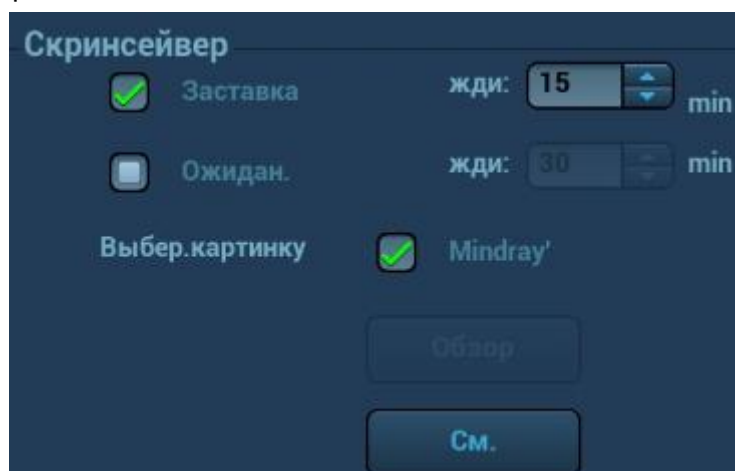 Скринсейвер
Заставка жди: 15 min
Ожидан. жди: 30 min
Выбер.картинку Mindray'
Обзор
См.